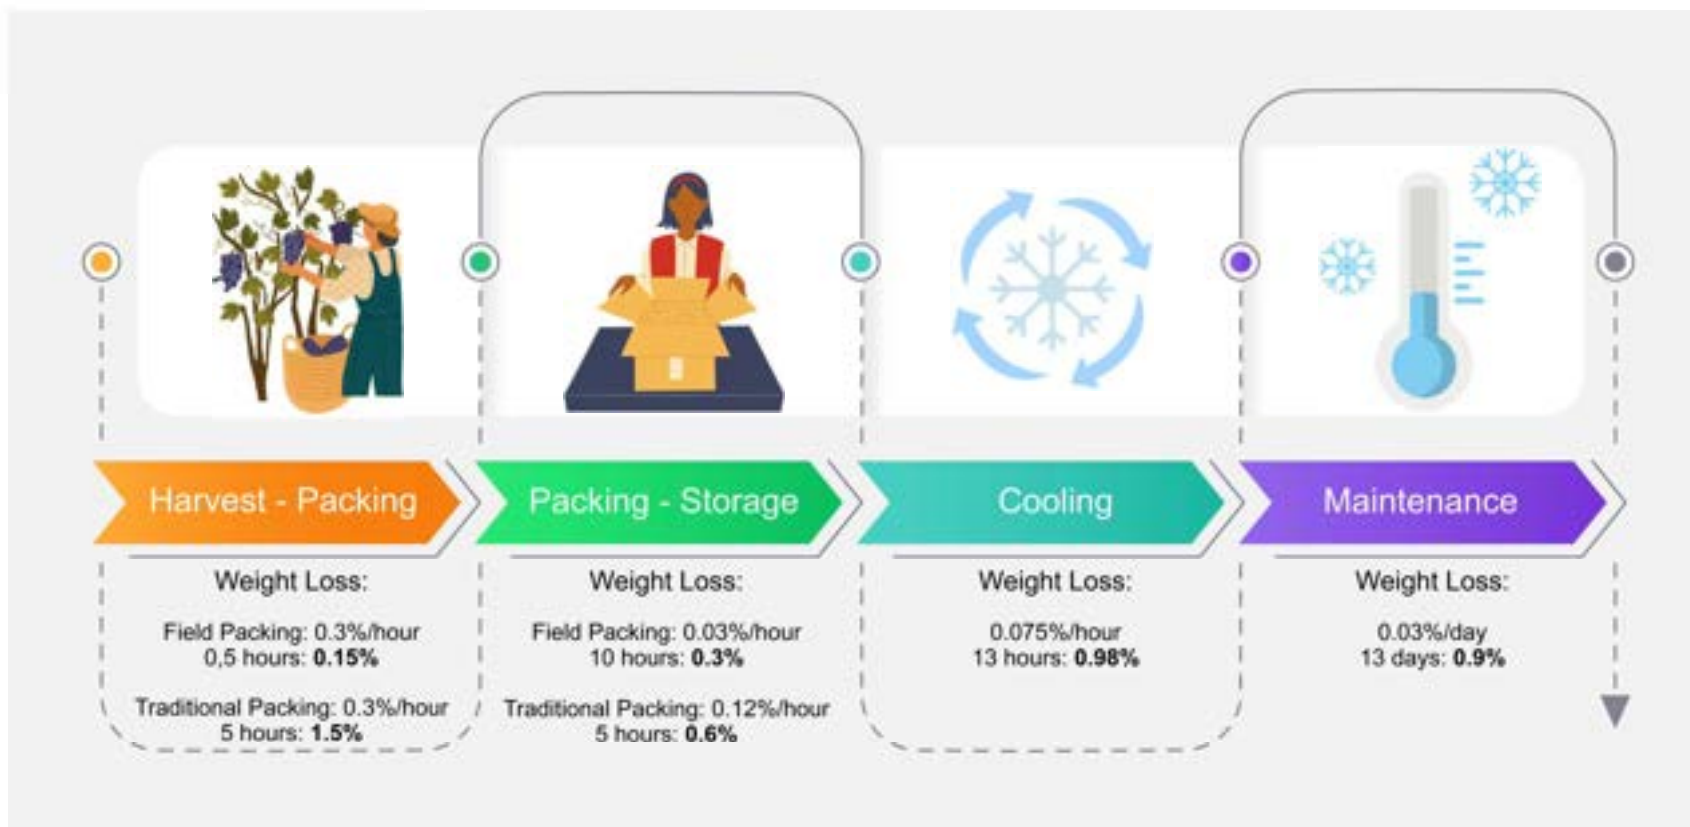 Harvest - Packing
Weight Loss:
Field Packing: 0.3%/hour
0,5 hours: 0.15%
Traditional Packing: 0.3%/hour
5 hours: 1.5%
Packing - Storage
Weight Loss:
Field Packing: 0.03%/hour
10 hours: 0.3%
Traditional Packing: 0.12%/hour
5 hours: 0.6%
Cooling
Weight Loss:
0.075%/hour
13 hours: 0.98%
Maintenance
Weight Loss:
0.03%/day
13 days: 0.9%